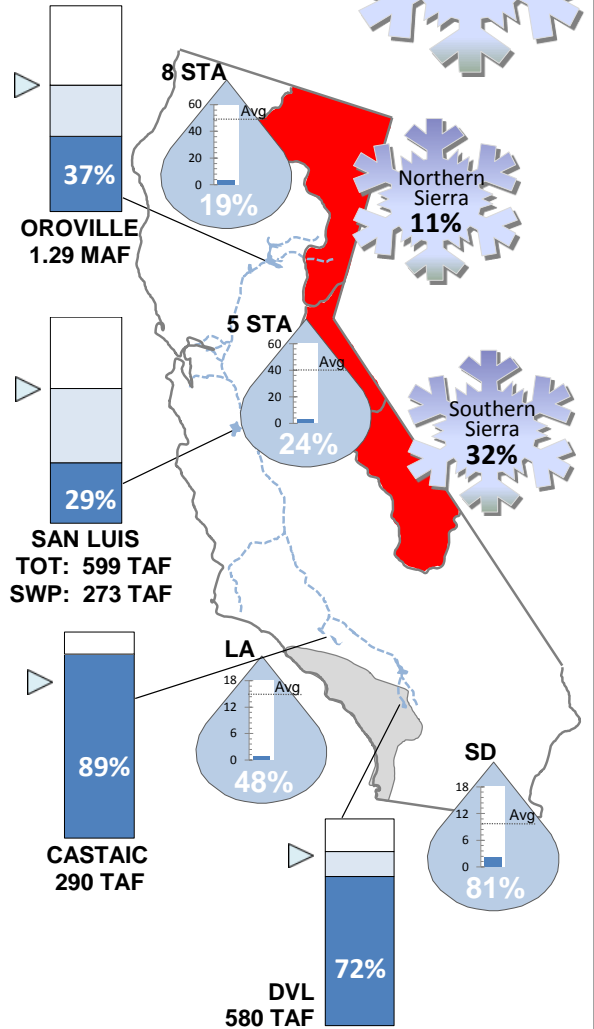 8 STA
60
40
20
0
Avg
19%
37%
OROVILLE
1.29 MAF
Northern
Sierra
11%
5 STA
60
40
20
0
Avg
24%
Southern
Sierra
32%
29%
SAN LUIS
TOT: 599 TAF
SWP: 273 TAF
LA
18
12
6
0
Avg
48%
89%
CASTAIC
290 TAF
SD
18
12
6
0
Avg
81%
72%
DVL
580 TAF